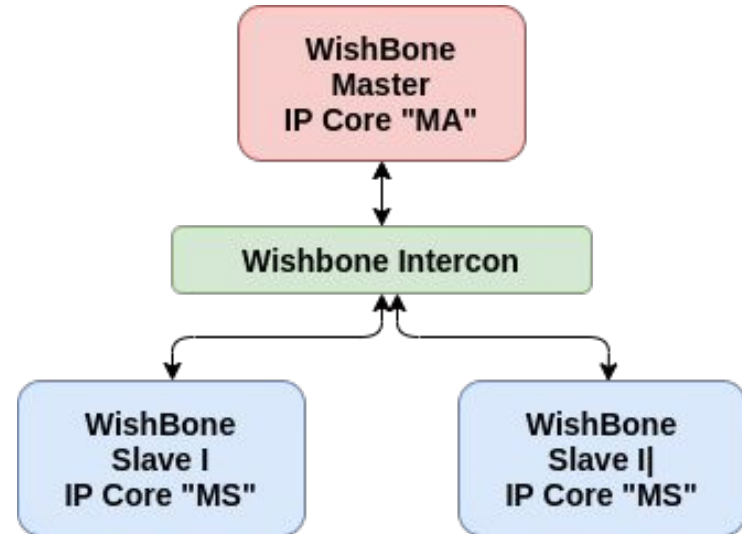 WishBone
Master
IP Core "MA"
Wishbone Intercon
WishBone
Slave I
IP Core "MS"
WishBone
Slave I|
IP Core "MS"